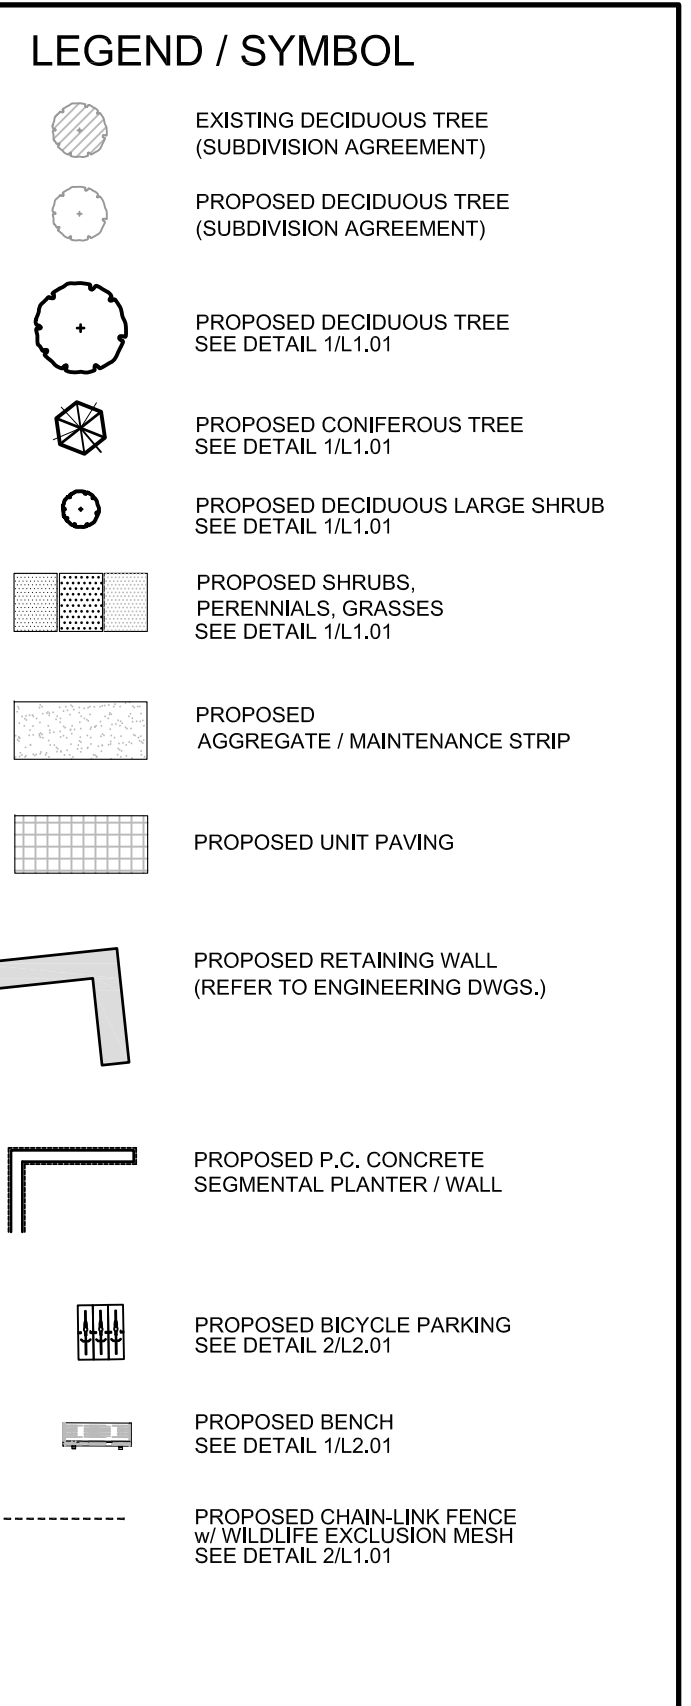 LEGEND / SYMBOL
EXISTING DECIDUOUS TREE
(SUBDIVISION AGREEMENT)
PROPOSED DECIDUOUS TREE
(SUBDIVISION AGREEMENT)
PROPOSED DECIDUOUS TREE
SEE DETAIL 1/L1.01
PROPOSED CONIFEROUS TREE
SEE DETAIL 1/L1.01
PROPOSED DECIDUOUS LARGE SHRUB
SEE DETAIL 1/L1.01
PROPOSED SHRUBS,
PERENNIALS, GRASSES
SEE DETAIL 1/L1.01
PROPOSED
AGGREGATE / MAINTENANCE STRIP
PROPOSED UNIT PAVING
PROPOSED RETAINING WALL
(REFER TO ENGINEERING DWGS.)
PROPOSED P.C. CONCRETE
SEGMENTAL PLANTER / WALL
PROPOSED BICYCLE PARKING
SEE DETAIL 2/L2.01
PROPOSED BENCH
SEE DETAIL 1/L2.01
PROPOSED CHAIN-LINK FENCE
w/ WILDLIFE EXCLUSION MESH
SEE DETAIL 2/L1.01